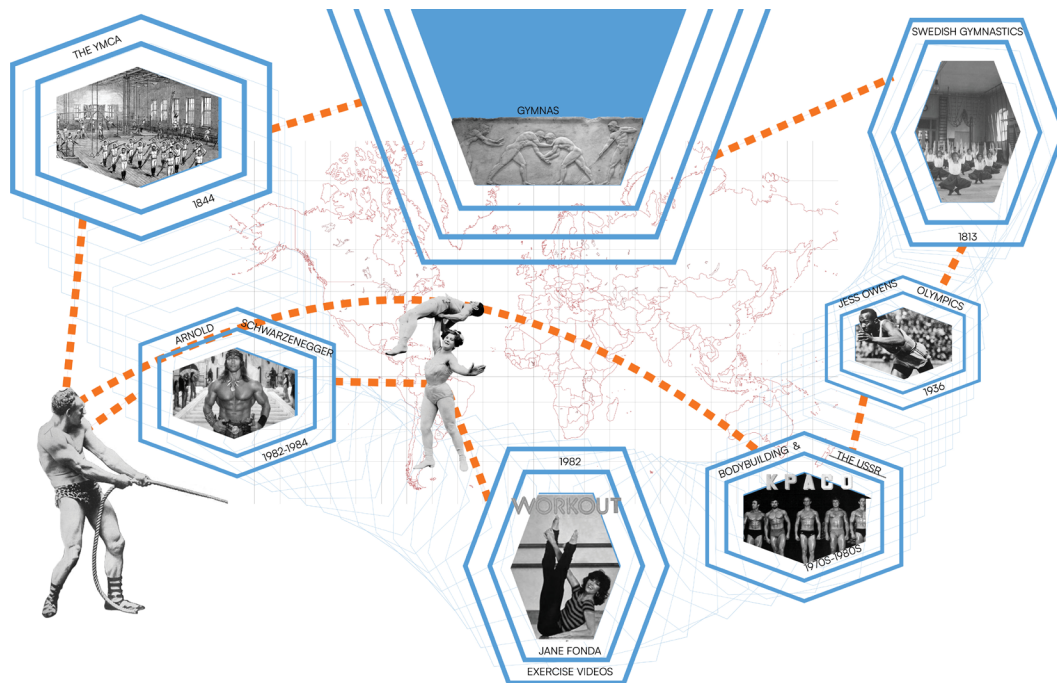 THE YMCA
1844
GYMNAS
SWEDISH GYMNASTICS
1813
JESS OWENS
OLYMPICS
1936
ARNOLD
SCHWARZENEGGER
1982-1984
BODYBUILDING &
THE USSR
КРАСО
1970S-1980S
1982
WORKOUT
JANE FONDA
EXERCISE VIDEOS